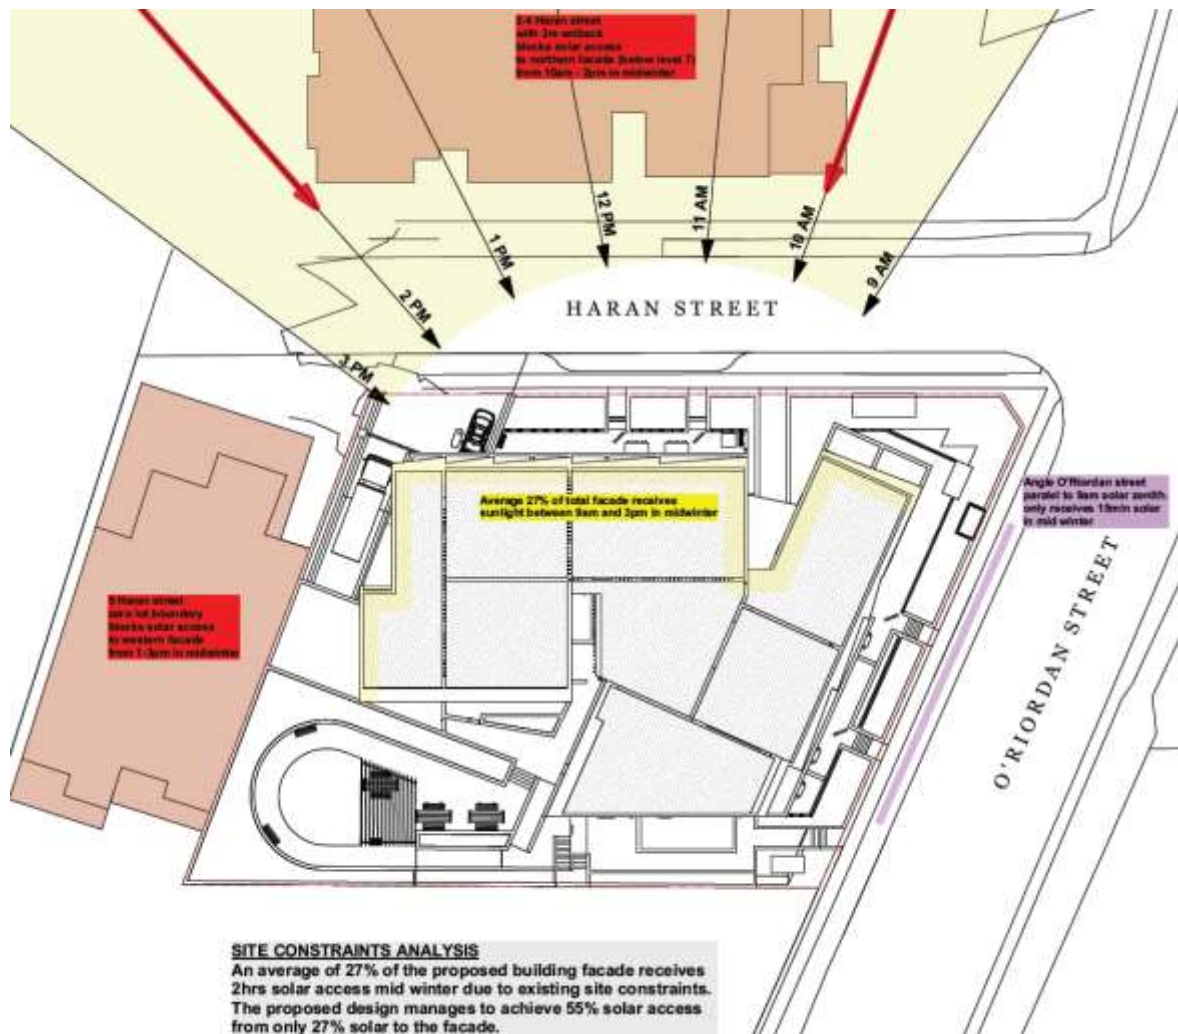 2-4 Haran street
with 3m setback
blocks solar access
to northern facade (below level 7)
from 10am - 2pm in midwinter
12 PM
11 AM
10 AM
9 AM
1 PM
2 PM
3 PM
HARAN STREET
Average 27% of total facade receives
sunlight between 9am and 3pm in midwinter
Angle O'Riordan street
paralel to 9am solar zenith.
only receives 15min solar
in mid winter
O'RIORDAN STREET
Haran street
zero lot boundary
blocks solar access
to western facade
from 1-3pm in midwinter
SITE CONSTRAINTS ANALYSIS
An average of 27% of the proposed building facade receives
2hrs solar access mid winter due to existing site constraints.
The proposed design manages to achieve 55% solar access
from only 27% solar to the facade.